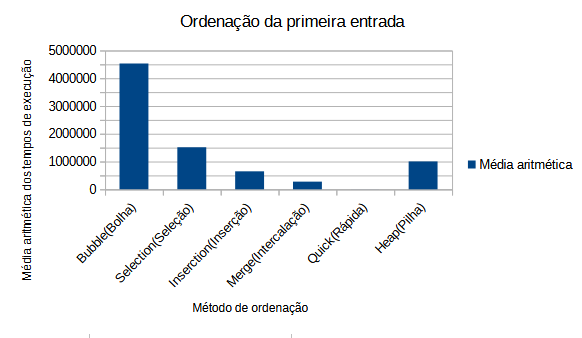 Ordenação da primeira entrada
Média aritmética dos tempos de execução
5000000
4000000
3000000
2000000
1000000
0
Bubble(Bolha)
Selection(Seleção)
Inserction(Inserção)
Merge(Intercalação)
Quick(Rápida)
Heap(Pilha)
Média aritmética
Método de ordenação